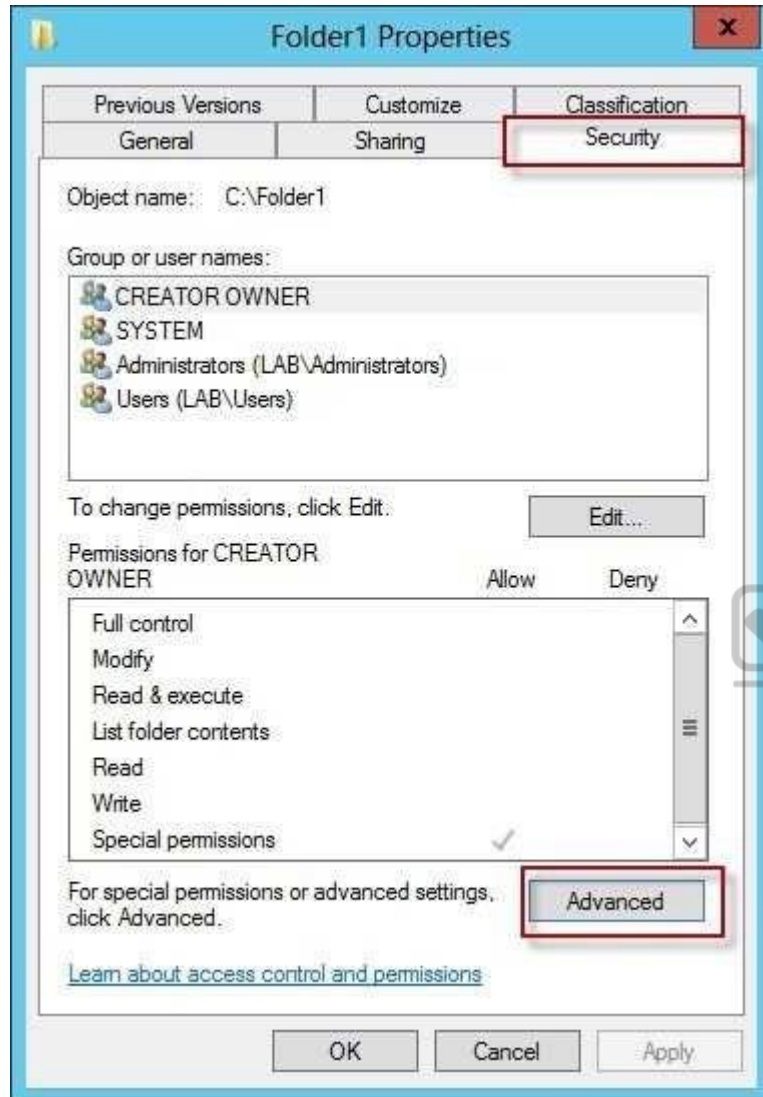 Folder1 Properties
x
Previous Versions Customize Classification
General Sharing Security
Object name: C:\Folder1
Group or user names:
CREATOR OWNER
SYSTEM
Administrators (LAB\Administrators)
Users (LAB\Users)
To change permissions, click Edit.
Edit...
Permissions for CREATOR
OWNER Allow Deny
Full control
Modify
Read & execute
List folder contents
Read
Write
Special permissions
For special permissions or advanced settings,
click Advanced.
Advanced
Learn about access control and permissions
OK Cancel Apply